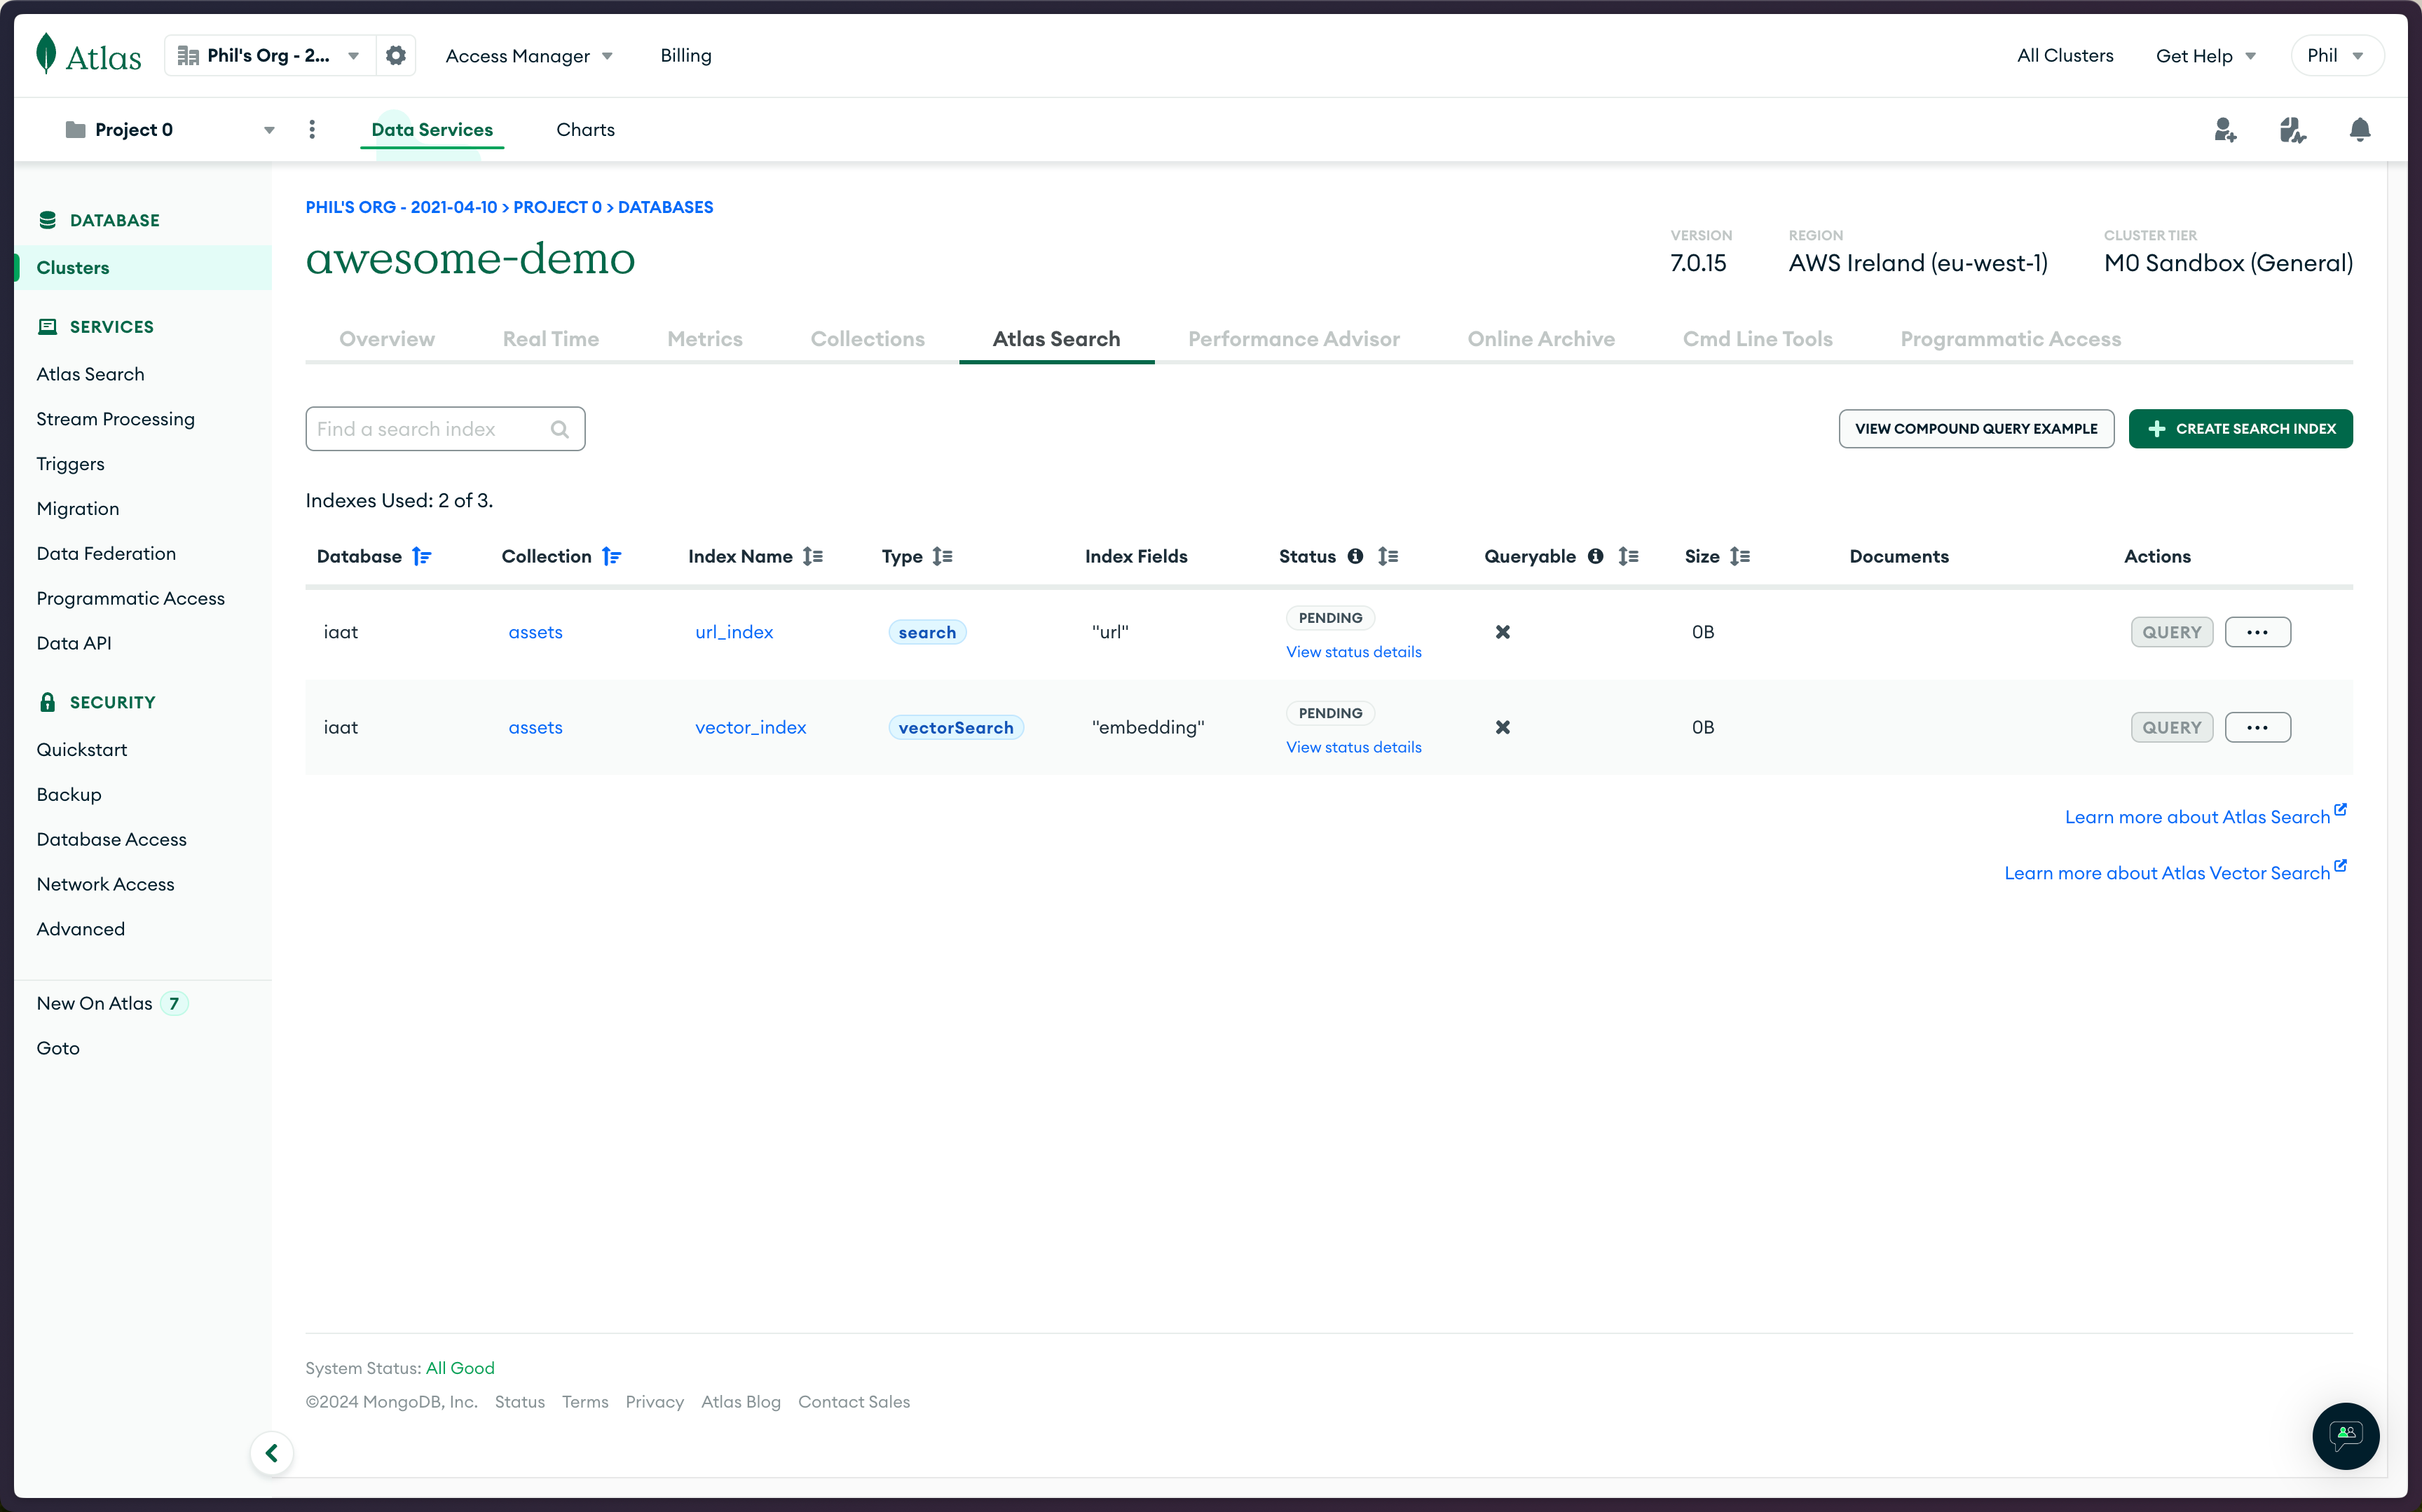 Atlas
Phil's Org - 2...
Access Manager
Billing
All Clusters
Get Help
Phil
Project 0
Data Services
Charts
DATABASE
Clusters
SERVICES
Atlas Search
Stream Processing
Triggers
Migration
Data Federation
Programmatic Access
Data API
SECURITY
Quickstart
Backup
Database Access
Network Access
Advanced
New On Atlas 7
Goto
PHIL'S ORG - 2021-04-10 > PROJECT 0 > DATABASES
awesome-demo
VERSION
7.0.15
REGION
AWS Ireland (eu-west-1)
CLUSTER TIER
M0 Sandbox (General)
Overview
Real Time
Metrics
Collections
Atlas Search
Performance Advisor
Online Archive
Cmd Line Tools
Programmatic Access
Find a search index
VIEW COMPOUND QUERY EXAMPLE
CREATE SEARCH INDEX
Indexes Used: 2 of 3.
Database Collection Index Name Type Index Fields Status Queryable Size Documents Actions
iaat assets url_index search "url" PENDING 0B QUERY
View status details
iaat assets vector_index vectorSearch "embedding" PENDING 0B QUERY
View status details
Learn more about Atlas Search
Learn more about Atlas Vector Search
System Status: All Good
©2024 MongoDB, Inc. Status Terms Privacy Atlas Blog Contact Sales